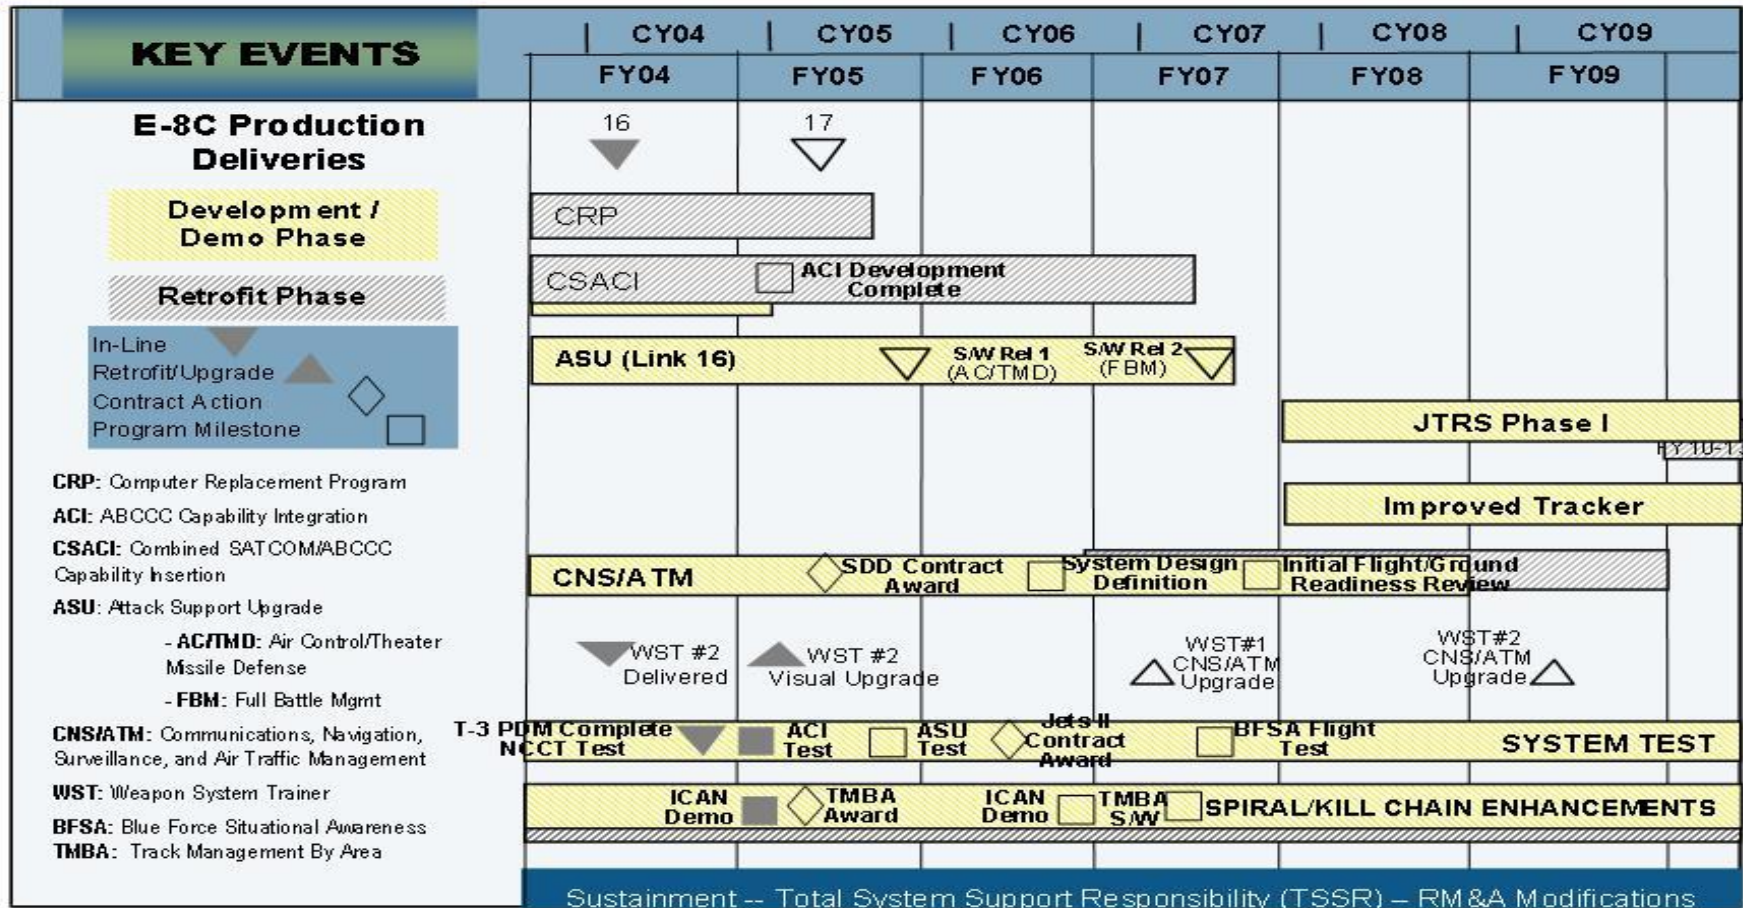 KEY EVENTS
CY04 CY05 CY06 CY07 CY08 CY09
FY04 FY05 FY06 FY07 FY08 FY09
E-8C Production
Deliveries
16 17
Development /
Demo Phase
CRP
Retrofit Phase
CSACI
ACI Development
Complete
In-Line
Retrofit/Upgrade
Contract Action
Program Milestone
ASU (Link 16)
S/W Rel 1
(AC/TMD)
S/W Rel 2
(FBM)
JTRS Phase I
Improved Tracker
CRP: Computer Replacement Program
ACI: ABCCC Capability Integration
CSACI: Combined SATCOM/ABCCC
Capability Insertion
ASU: Attack Support Upgrade
- AC/TMD: Air Control/Theater
Missile Defense
- FBM: Full Battle Mgmt
CNS/ATM: Communications, Navigation,
Surveillance, and Air Traffic Management
WST: Weapon System Trainer
BFSA: Blue Force Situational Awareness
TMBA: Track Management By Area
CNS/ATM
SDD Contract
Award
System Design
Definition
Initial Flight/Ground
Readiness Review
WST #2
Delivered
WST #2
Visual Upgrade
WST#1
CNS/ATM
Upgrade
WST#2
CNS/ATM
Upgrade
T-3 PDM Complete
NCCT Test
ACI
Test
ASU
Test
Jets II
Contract
Award
BFSA Flight
Test
SYSTEM TEST
ICAN
Demo
TMBA
Award
ICAN
Demo
TMBA
S/W
SPIRAL/KILL CHAIN ENHANCEMENTS
Sustainment -- Total System Support Responsibility (TSSR) – RM&A Modifications